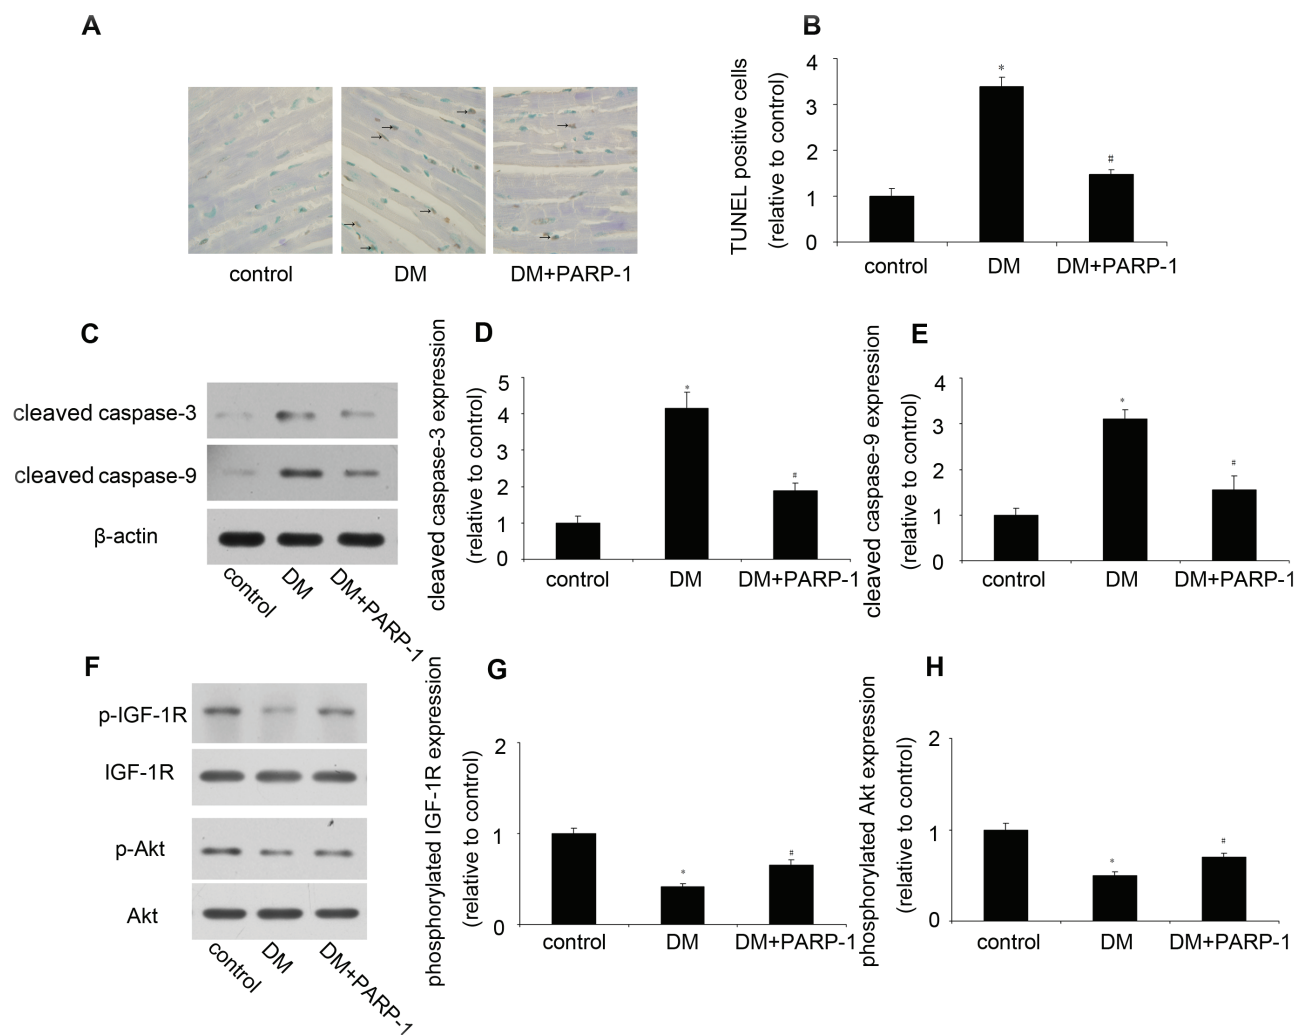 A
control
DM
DM+PARP-1
B
TUNEL positive cells
(relative to control)
4
3
2
1
0
*
#
control
DM
DM+PARP-1
C
cleaved caspase-3
cleaved caspase-9
β-actin
control
DM
DM+PARP-1
D
cleaved caspase-3 expression
(relative to control)
5
4
3
2
1
0
*
#
control
DM
DM+PARP-1
E
cleaved caspase-9 expression
(relative to control)
4
3
2
1
0
*
#
control
DM
DM+PARP-1
F
p-IGF-1R
IGF-1R
p-Akt
Akt
control
DM
DM+PARP-1
G
phosphorylated IGF-1R expression
(relative to control)
2
1
0
*
#
control
DM
DM+PARP-1
H
phosphorylated Akt expression
(relative to control)
2
1
0
*
#
control
DM
DM+PARP-1